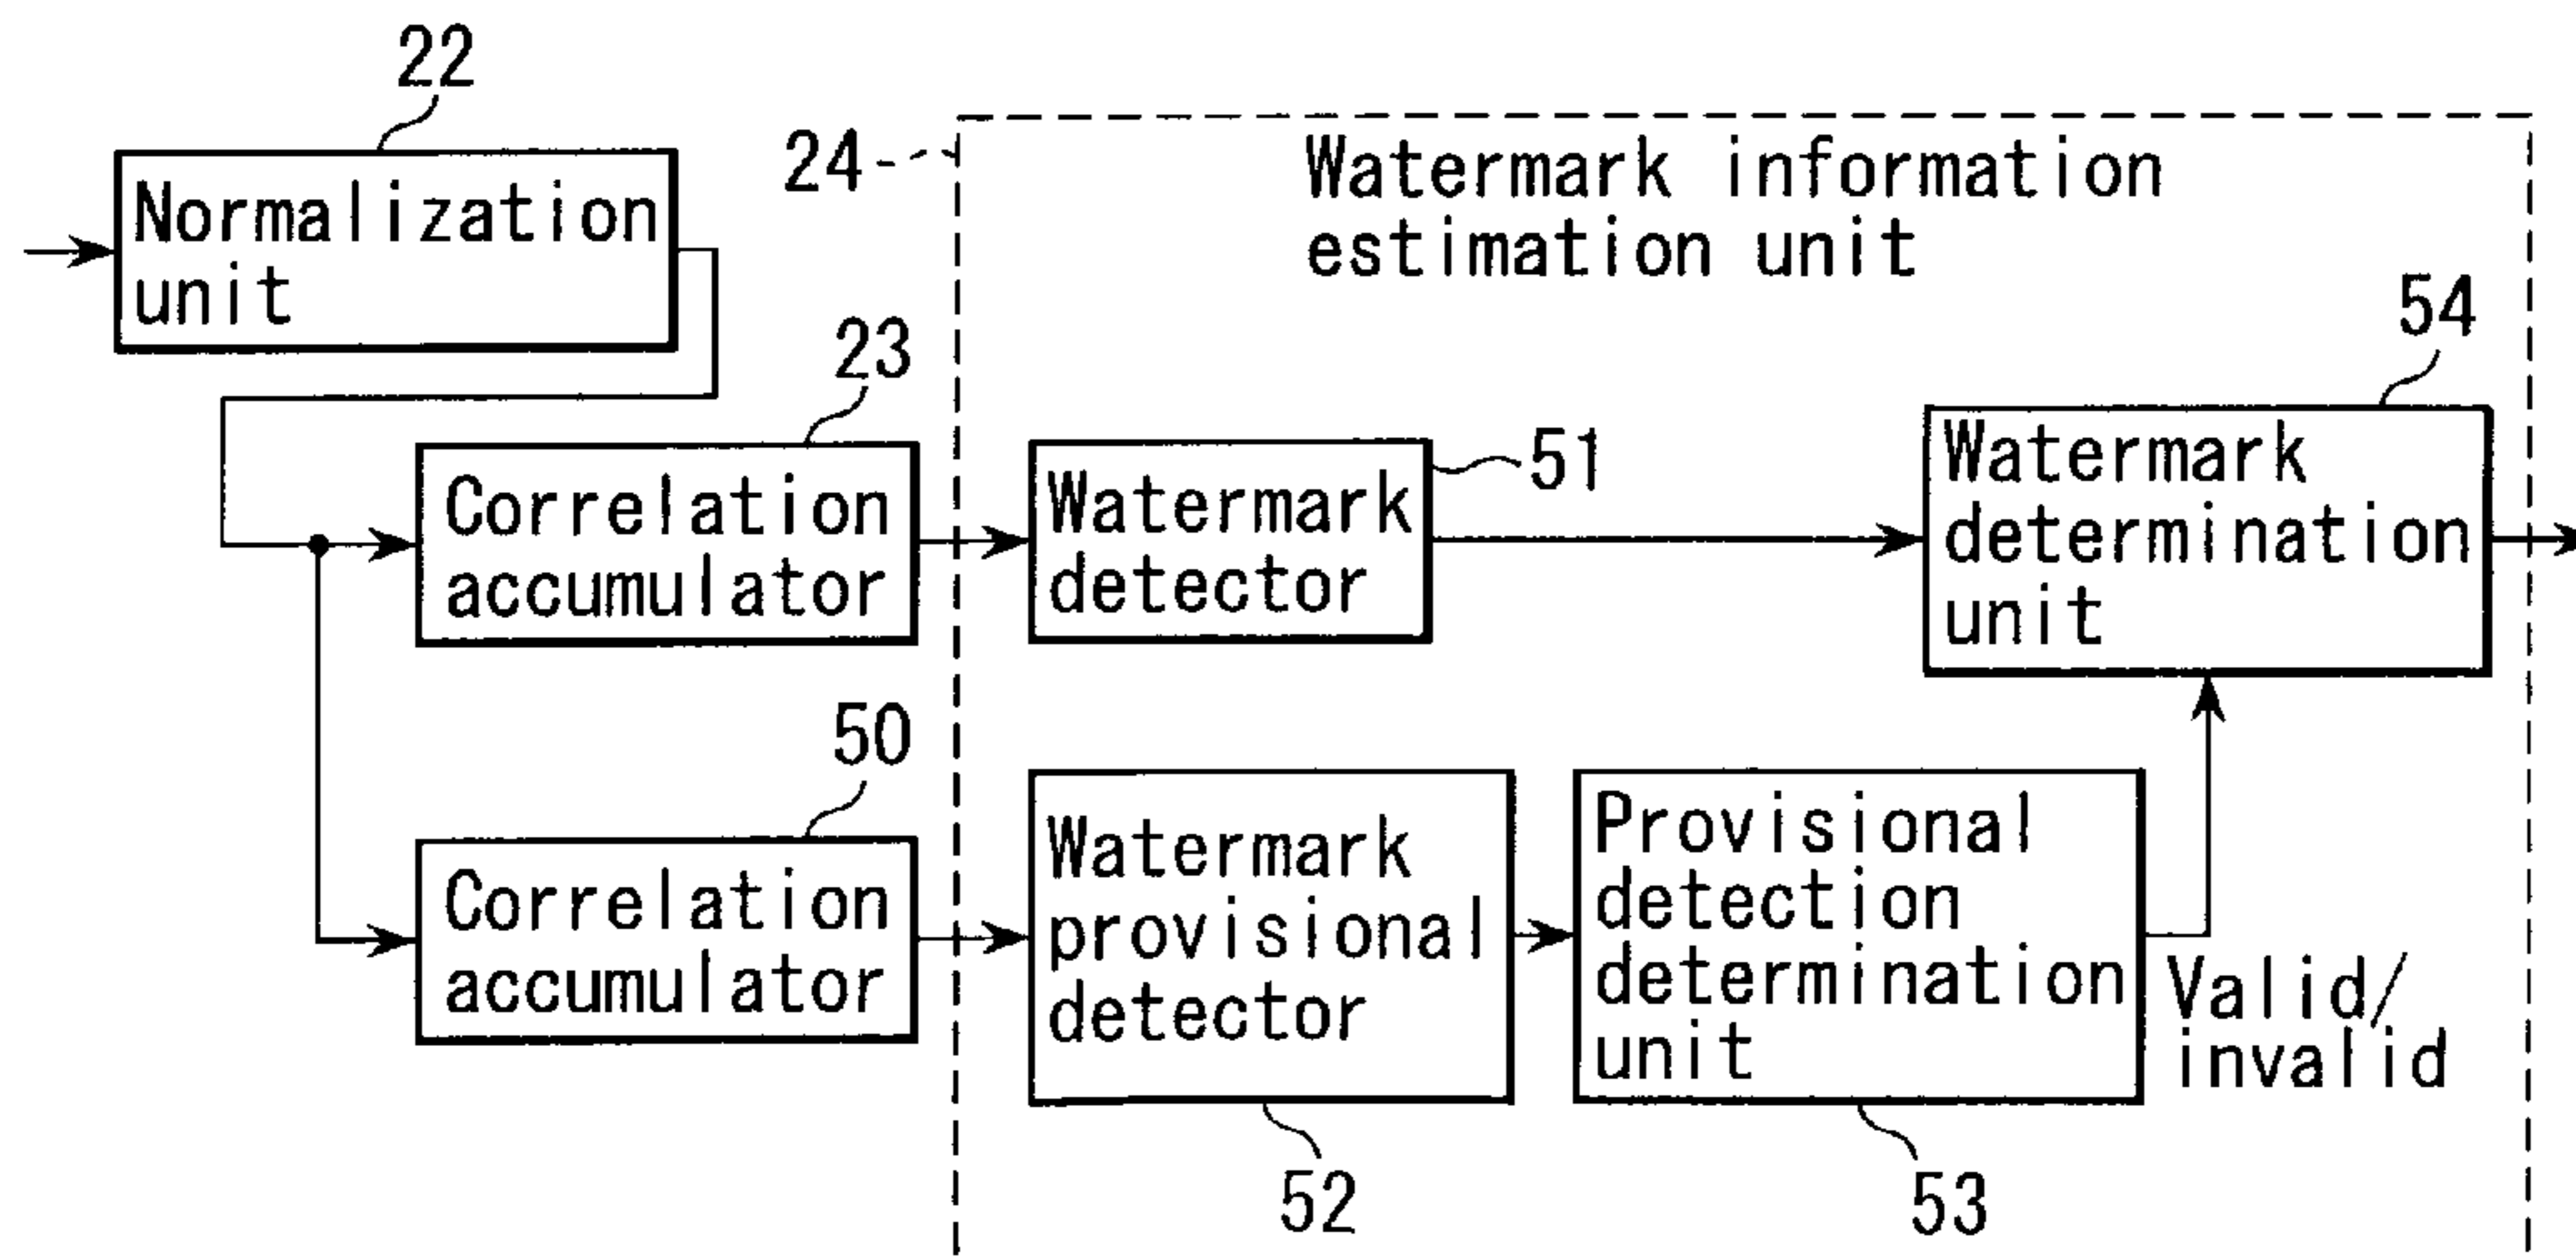 22
Normalization
unit
24
Watermark information
estimation unit
23
Correlation
accumulator
51
Watermark
detector
54
Watermark
determination
unit
50
Correlation
accumulator
Watermark
provisional
detector
52
Provisional
detection
determination
unit
53
Valid/
invalid